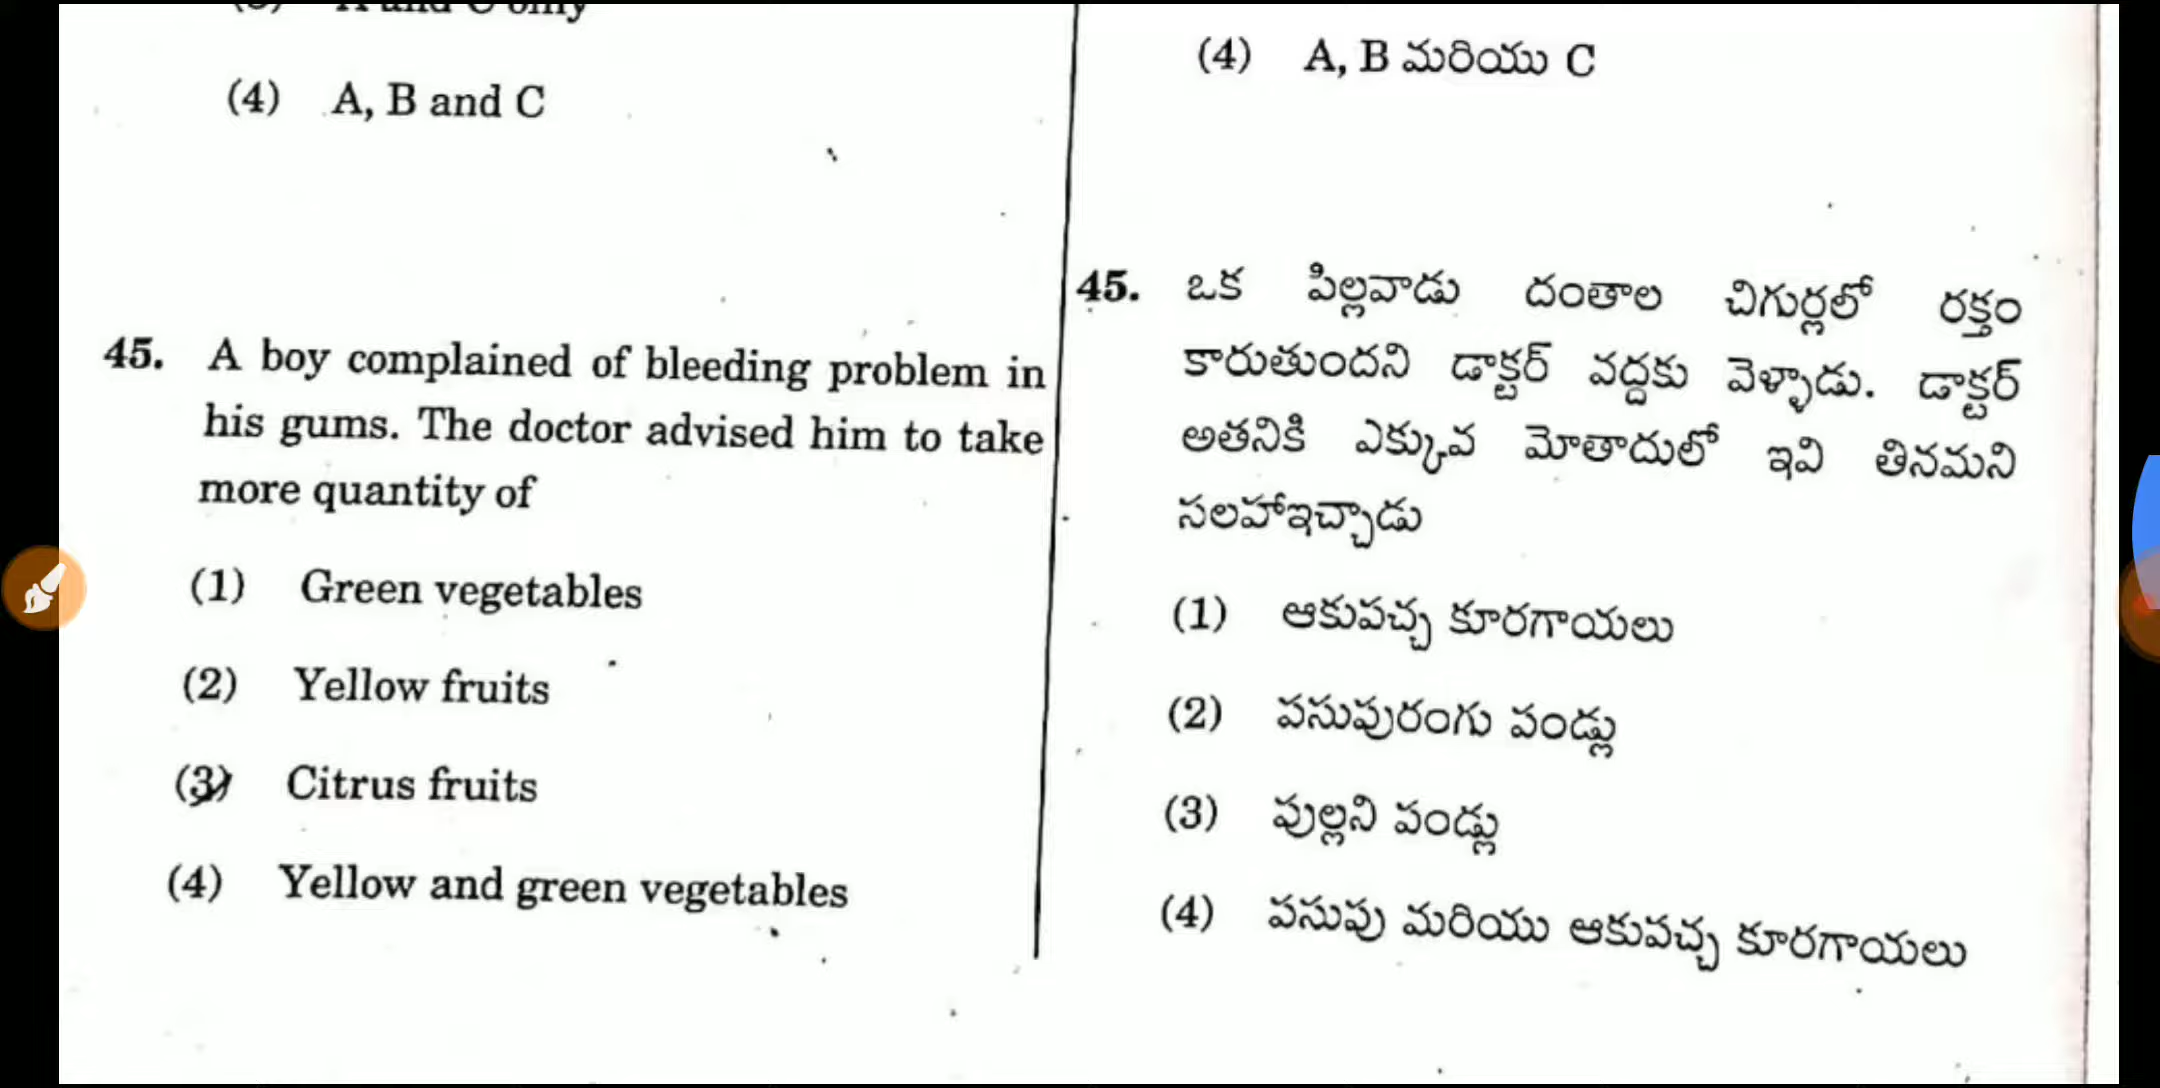 A and C only
(4) A, B and C
45. A boy complained of bleeding problem in
his gums. The doctor advised him to take
more quantity of
(1) Green vegetables
(2) Yellow fruits
(3) Citrus fruits
(4) Yellow and green vegetables
(4) A, B మరియు C
45. ఒక పిల్లవాడు దంతాల చిగుర్లలో రక్తం
కారుతుందని డాక్టర్ వద్దకు వెళ్ళాడు. డాక్టర్
అతనికి ఎక్కువ మోతాదులో ఇవి తినమని
సలహాఇచ్చాడు
(1) ఆకుపచ్చ కూరగాయలు
(2) పసుపురంగు పండ్లు
(3) పుల్లని పండ్లు
(4) పసుపు మరియు ఆకుపచ్చ కూరగాయలు